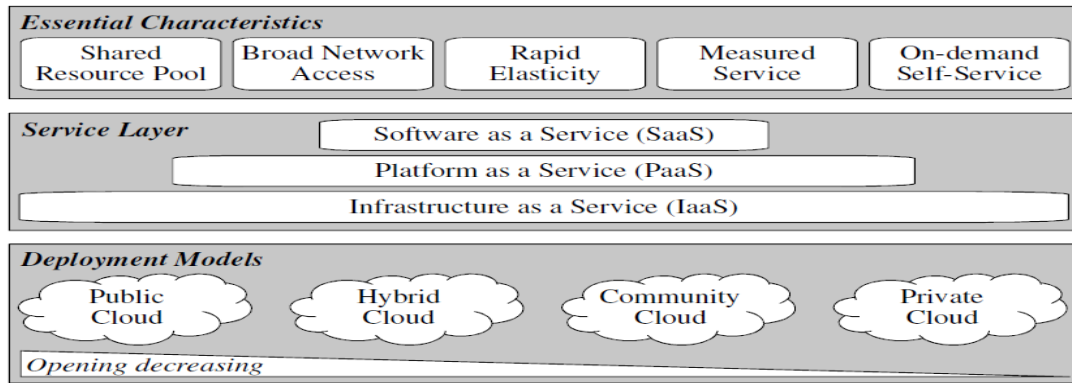 Essential Characteristics
Shared
Resource Pool
Broad Network
Access
Rapid
Elasticity
Measured
Service
On-demand
Self-Service
Service Layer
Software as a Service (SaaS)
Platform as a Service (PaaS)
Infrastructure as a Service (IaaS)
Deployment Models
Public
Cloud
Hybrid
Cloud
Community
Cloud
Private
Cloud
Opening decreasing